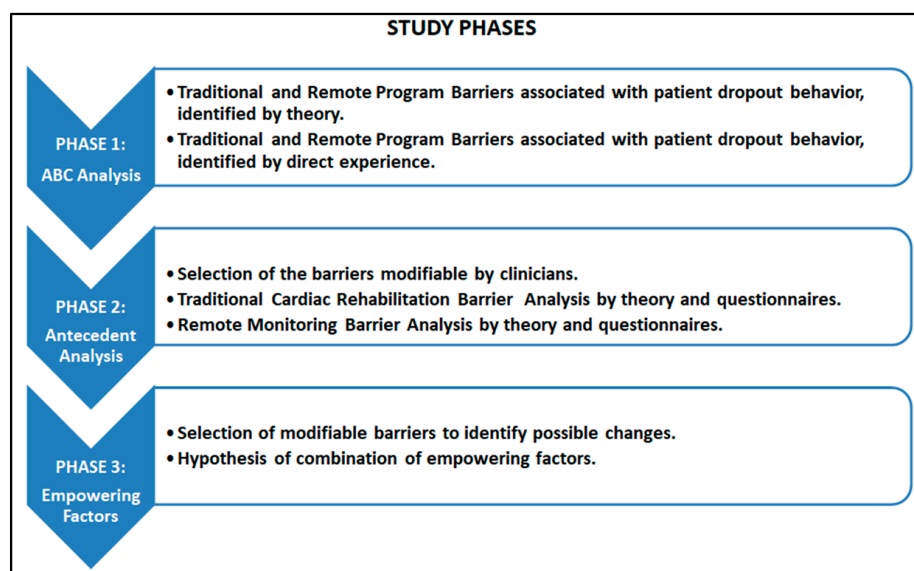 STUDY PHASES
PHASE 1:
ABC Analysis
• Traditional and Remote Program Barriers associated with patient dropout behavior,
identified by theory.
• Traditional and Remote Program Barriers associated with patient dropout behavior,
identified by direct experience.
PHASE 2:
Antecedent
Analysis
• Selection of the barriers modifiable by clinicians.
• Traditional Cardiac Rehabilitation Barrier Analysis by theory and questionnaires.
• Remote Monitoring Barrier Analysis by theory and questionnaires.
PHASE 3:
Empowering
Factors
• Selection of modifiable barriers to identify possible changes.
• Hypothesis of combination of empowering factors.